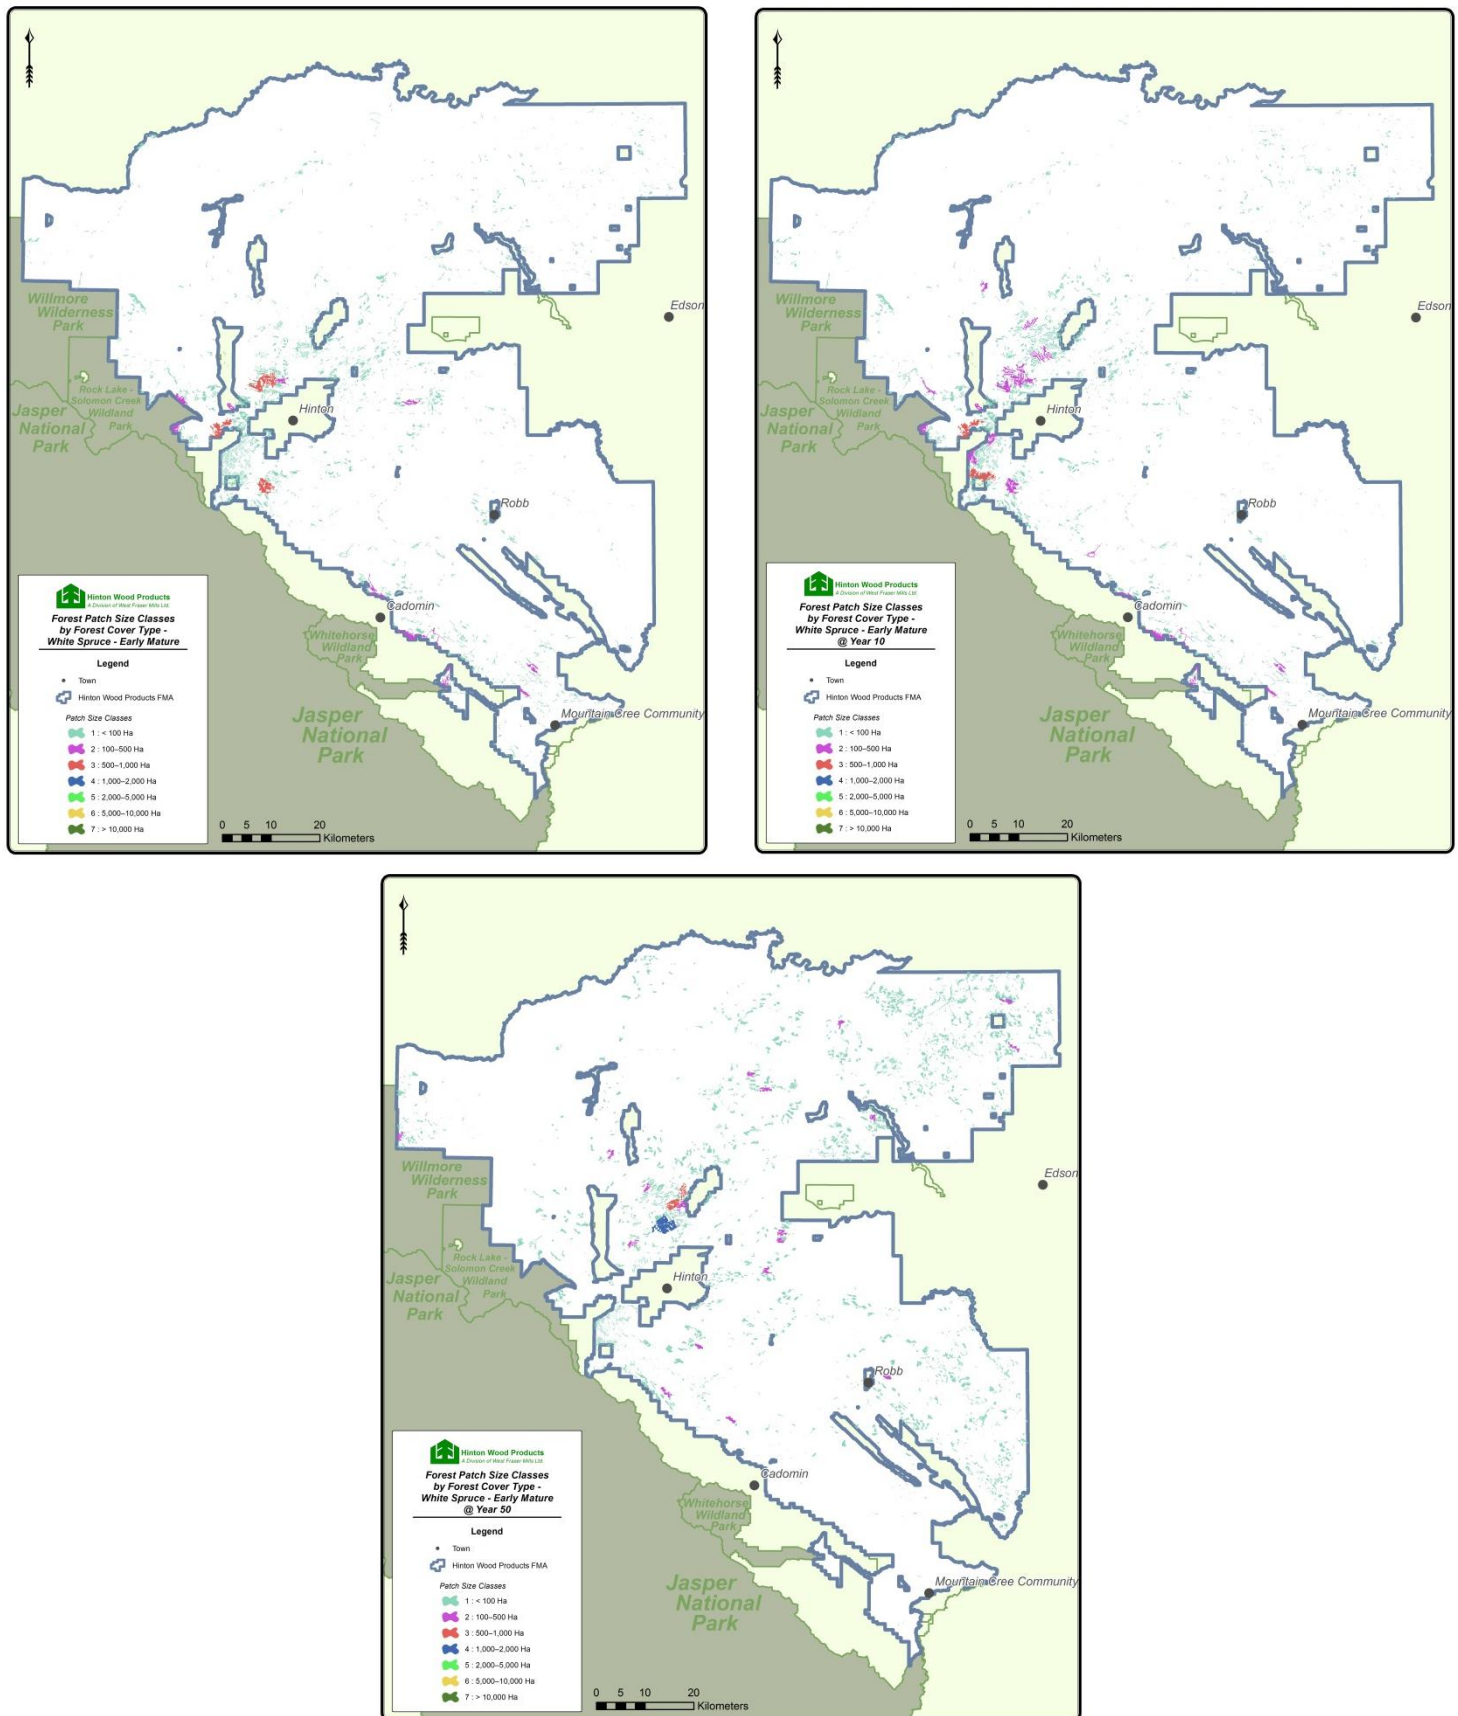 Edson
Willmore
Wilderness
Park
Rock Lake -
Solomon Creek
Wildland
Park
Jasper
National
Park
Hinton
Robb
Cadomin
Whitehorse
Wildland
Park
Mountain Cree Community
Jasper
National
Park
Hinton Wood Products
A Division of West Fraser Mills Ltd.
Forest Patch Size Classes
by Forest Cover Type -
White Spruce - Early Mature
Legend
Town
Hinton Wood Products FMA
Patch Size Classes
1 : < 100 Ha
2 : 100–500 Ha
3 : 500–1,000 Ha
4 : 1,000–2,000 Ha
5 : 2,000–5,000 Ha
6 : 5,000–10,000 Ha
7 : > 10,000 Ha
0 5 10 20
Kilometers
Edson
Willmore
Wilderness
Park
Rock Lake -
Solomon Creek
Wildland
Park
Jasper
National
Park
Hinton
Robb
Cadomin
Whitehorse
Wildland
Park
Mountain Cree Community
Jasper
National
Park
Hinton Wood Products
A Division of West Fraser Mills Ltd.
Forest Patch Size Classes
by Forest Cover Type -
White Spruce - Early Mature
@ Year 10
Legend
Town
Hinton Wood Products FMA
Patch Size Classes
1 : < 100 Ha
2 : 100–500 Ha
3 : 500–1,000 Ha
4 : 1,000–2,000 Ha
5 : 2,000–5,000 Ha
6 : 5,000–10,000 Ha
7 : > 10,000 Ha
0 5 10 20
Kilometers
Edson
Willmore
Wilderness
Park
Rock Lake -
Solomon Creek
Wildland
Park
Jasper
National
Park
Hinton
Robb
Cadomin
Whitehorse
Wildland
Park
Mountain Cree Community
Jasper
National
Park
Hinton Wood Products
A Division of West Fraser Mills Ltd.
Forest Patch Size Classes
by Forest Cover Type -
White Spruce - Early Mature
@ Year 50
Legend
Town
Hinton Wood Products FMA
Patch Size Classes
1 : < 100 Ha
2 : 100–500 Ha
3 : 500–1,000 Ha
4 : 1,000–2,000 Ha
5 : 2,000–5,000 Ha
6 : 5,000–10,000 Ha
7 : > 10,000 Ha
0 5 10 20
Kilometers